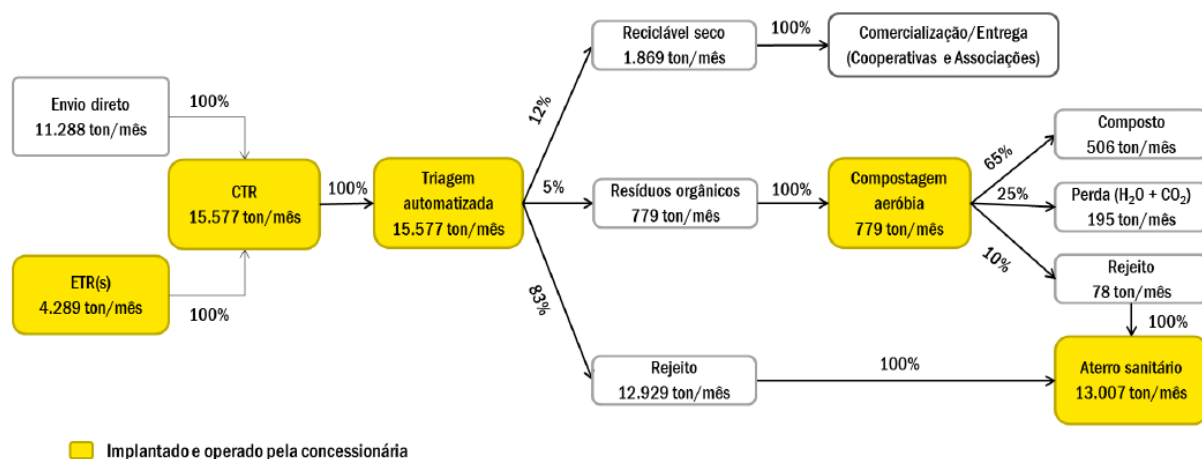 Envio direto
11.288 ton/mês
100%
ETR(s)
4.289 ton/mês
100%
CTR
15.577 ton/mês
100%
Triagem
automatizada
15.577 ton/mês
12%
5%
83%
Reciclável seco
1.869 ton/mês
100%
Comercialização/Entrega
(Cooperativas e Associações)
Resíduos orgânicos
779 ton/mês
100%
Compostagem
aeróbia
779 ton/mês
65%
25%
10%
Composto
506 ton/mês
Perda (H₂O + CO₂)
195 ton/mês
Rejeito
78 ton/mês
100%
Rejeito
12.929 ton/mês
100%
Aterro sanitário
13.007 ton/mês
Implantado e operado pela concessionária